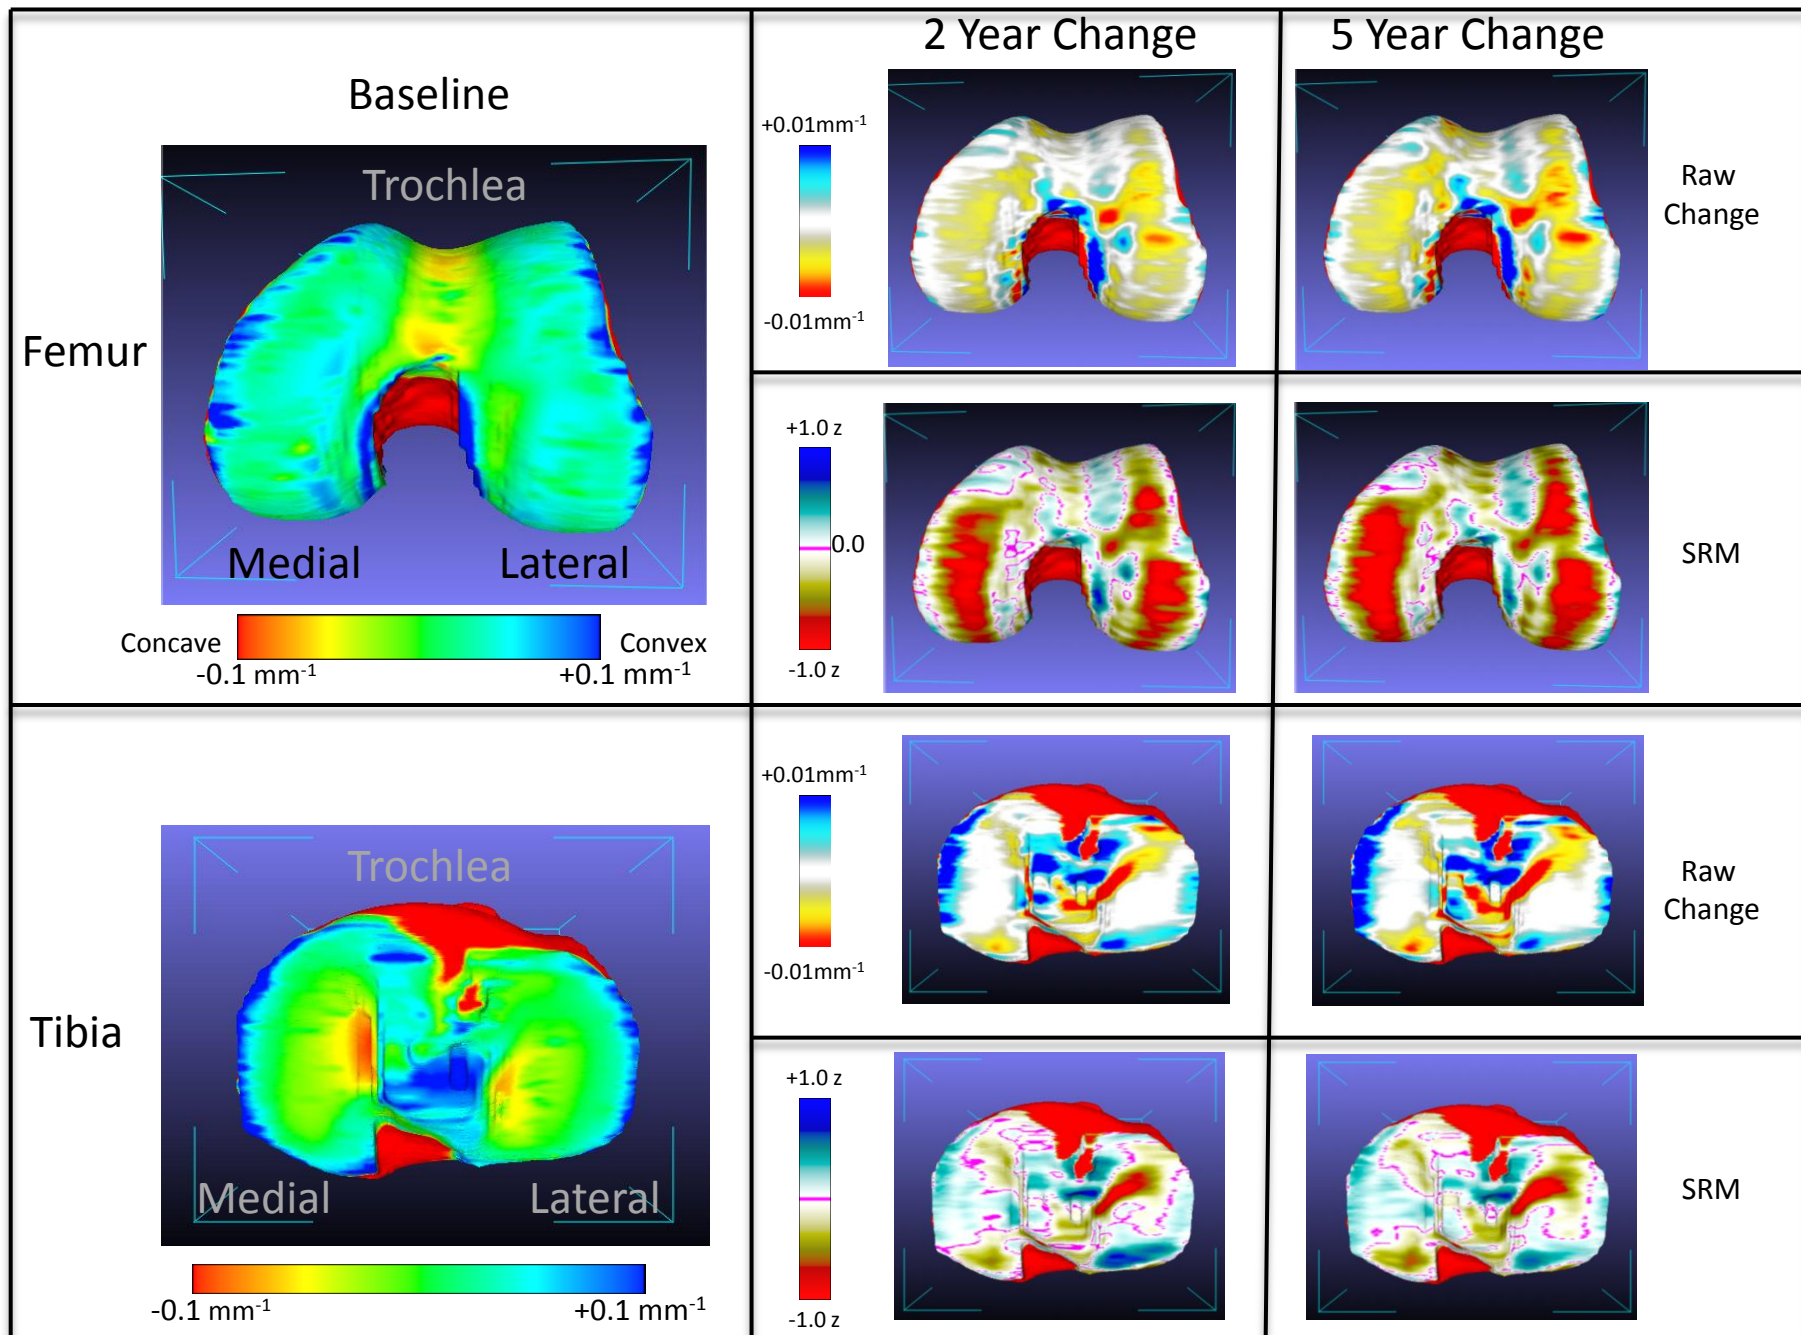 2 Year Change
5 Year Change
Baseline
Trochlea
Femur
Medial
Lateral
Concave
Convex
-0.1 mm⁻¹
+0.1 mm⁻¹
+0.01mm⁻¹
-0.01mm⁻¹
Raw
Change
+1.0 z
0.0
-1.0 z
SRM
Trochlea
Tibia
Medial
Lateral
-0.1 mm⁻¹
+0.1 mm⁻¹
+0.01mm⁻¹
-0.01mm⁻¹
Raw
Change
+1.0 z
-1.0 z
SRM